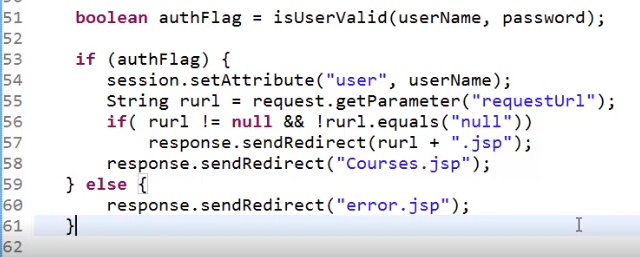 51 boolean authFlag = isUserValid(userName, password);
52
53 if (authFlag) {
54 session.setAttribute("user", userName);
55 String rurl = request.getParameter("requestUrl");
56 if( rurl != null && !rurl.equals("null"))
57 response.sendRedirect(rurl + ".jsp");
58 response.sendRedirect("Courses.jsp");
59 } else {
60 response.sendRedirect("error.jsp");
61 }
62